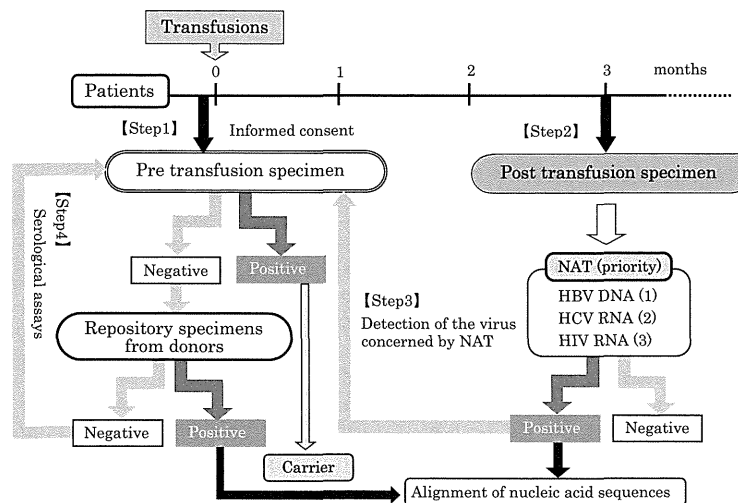 Transfusions
0 1 2 3 months
Patients
【Step1】 Informed consent
【Step2】
Pre transfusion specimen
Post transfusion specimen
【Step4】
Serological assays
Negative
Positive
NAT (priority)
HBV DNA (1)
HCV RNA (2)
HIV RNA (3)
【Step3】
Detection of the virus
concerned by NAT
Repository specimens
from donors
Negative
Positive
Positive
Negative
Carrier
Alignment of nucleic acid sequences